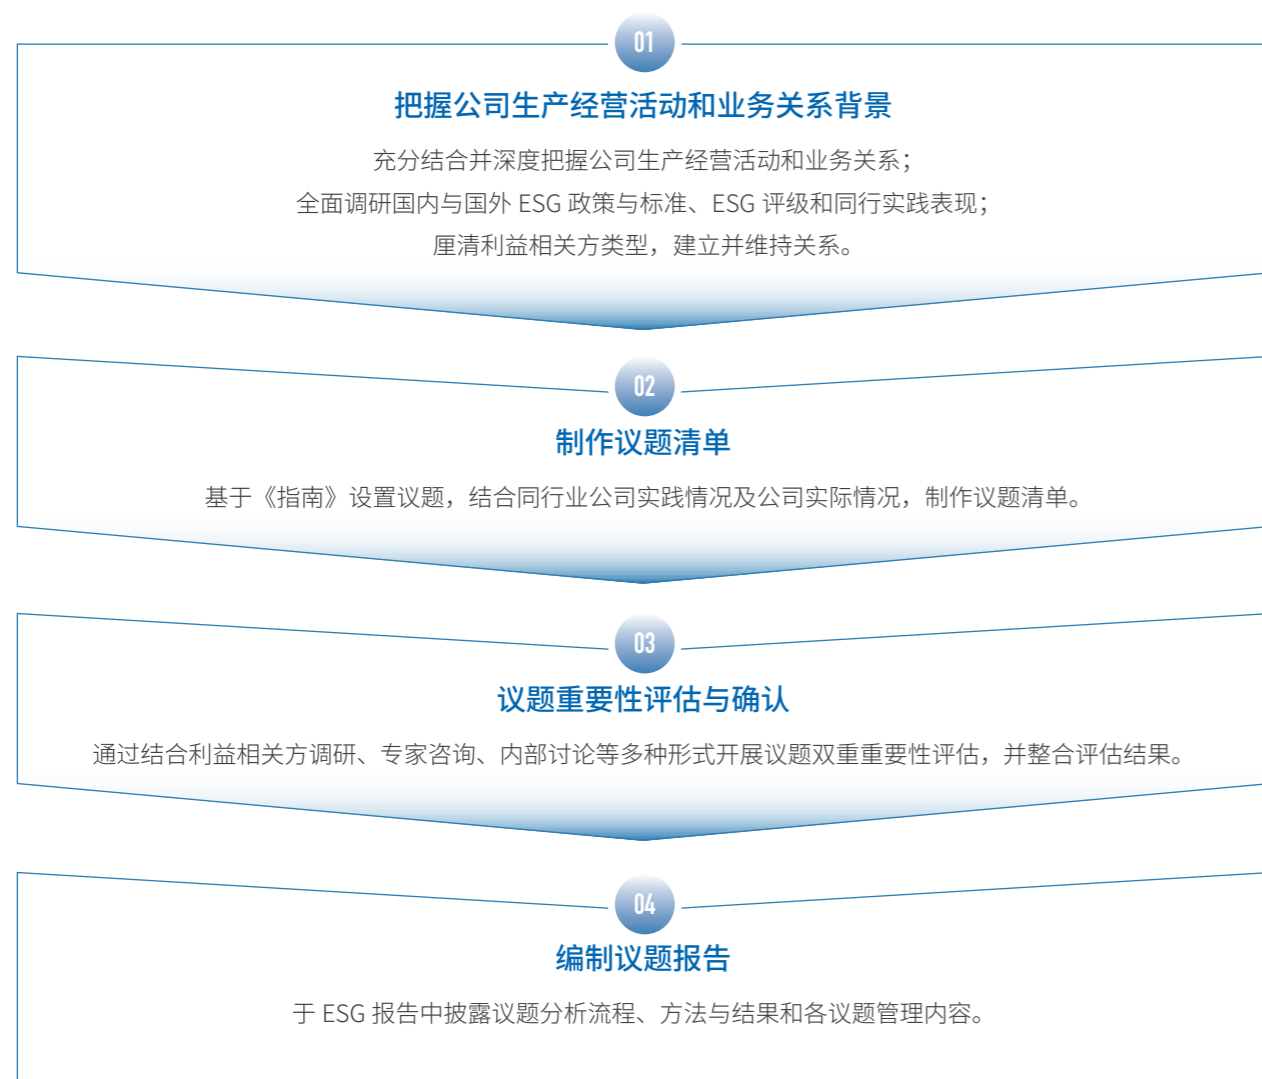 01
把握公司生产经营活动和业务关系背景
充分结合并深度把握公司生产经营活动和业务关系；
全面调研国内与国外 ESG 政策与标准、ESG 评级和同行实践表现；
厘清利益相关方类型，建立并维持关系。
02
制作议题清单
基于《指南》设置议题，结合同行业公司实践情况及公司实际情况，制作议题清单。
03
议题重要性评估与确认
通过结合利益相关方调研、专家咨询、内部讨论等多种形式开展议题双重重要性评估，并整合评估结果。
04
编制议题报告
于 ESG 报告中披露议题分析流程、方法与结果和各议题管理内容。